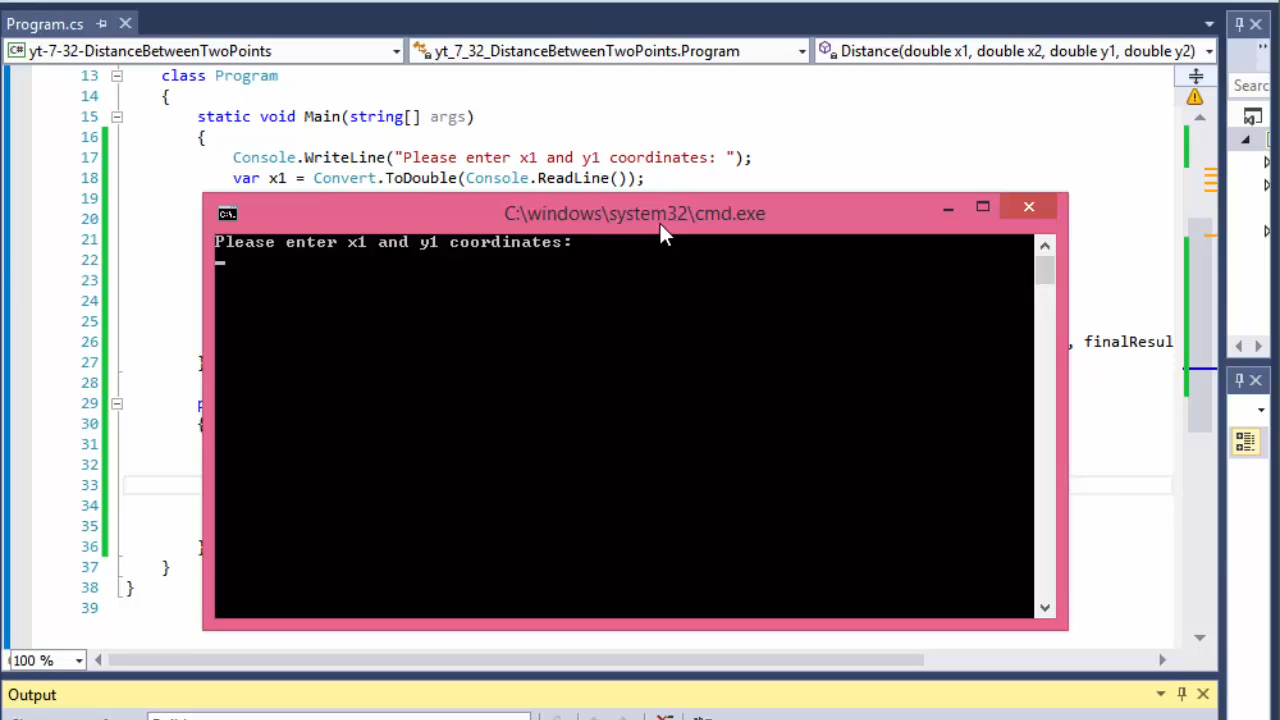 Program.cs
yt-7-32-DistanceBetweenTwoPoints
yt_7_32_DistanceBetweenTwoPoints.Program
Distance(double x1, double x2, double y1, double y2)
Searc
13 class Program
14 {
15 static void Main(string[] args)
16 {
17 Console.WriteLine("Please enter x1 and y1 coordinates: ");
18 var x1 = Convert.ToDouble(Console.ReadLine());
19
20
21
22
23
24
25
26 , finalResul
27 }
28
29
30
31
32
33
34
35
36 }
37 }
38 }
39
C:\windows\system32\cmd.exe
Please enter x1 and y1 coordinates:
100 %
Output